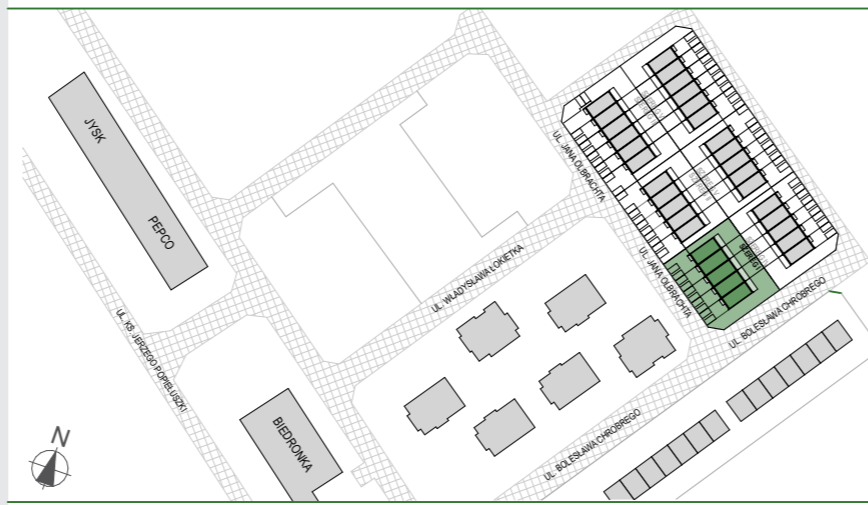 JYSK
PEPCO
UL. KS. JERZEGO POPIEŁUSZKI
BIEDRONKA
N
UL. WŁADYSŁAWA ŁOKIETKA
UL. JANA OLBRACHTA
UL. JANA OLBRACHTA
UL. BOLESŁAWA CHROBREGO
UL. BOLESŁAWA CHROBREGO
SZEREG I